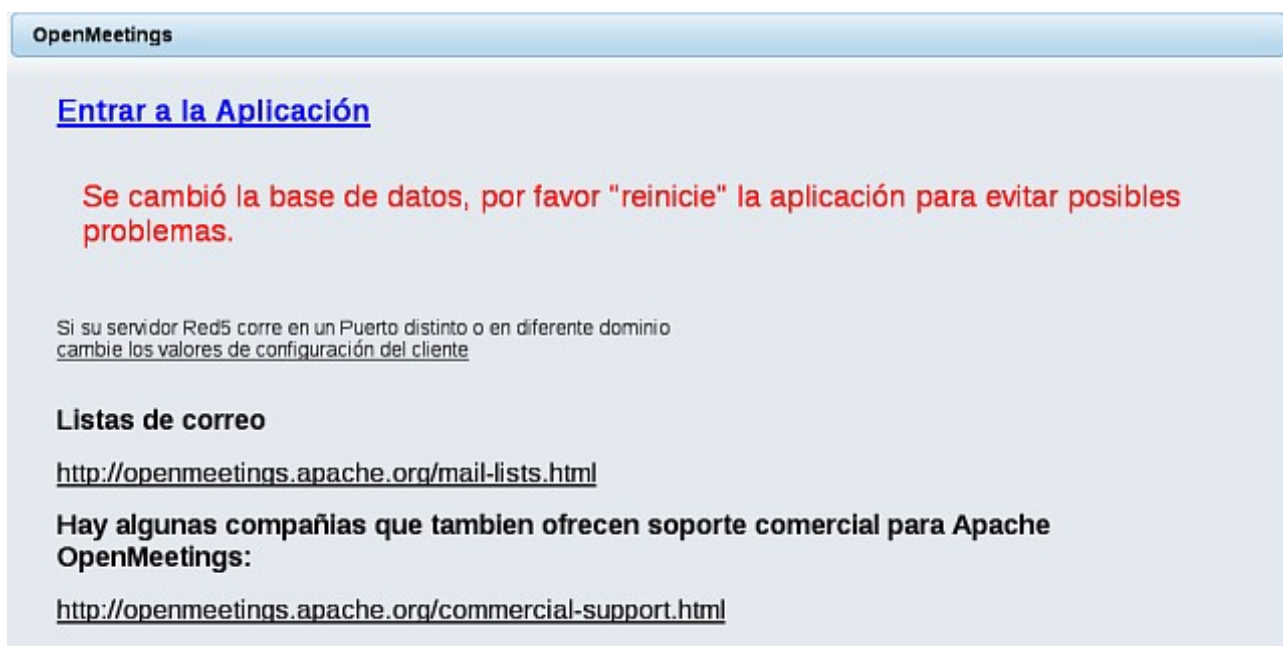 OpenMeetings
Entrar a la Aplicación
Se cambió la base de datos, por favor "reinicie" la aplicación para evitar posibles
problemas.
Si su servidor Red5 corre en un Puerto distinto o en diferente dominio
cambie los valores de configuración del cliente
Listas de correo
http://openmeetings.apache.org/mail-lists.html
Hay algunas compañias que tambien ofrecen soporte comercial para Apache
OpenMeetings:
http://openmeetings.apache.org/commercial-support.html